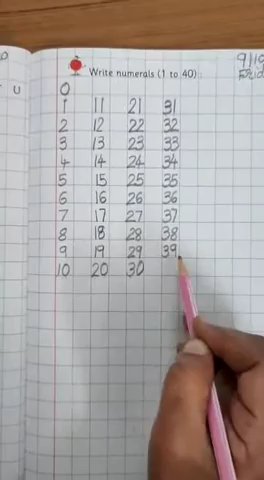 9/10
Write numerals (1 to 40)
0
1 11 21 31
2 12 22 32
3 13 23 33
4 14 24 34
5 15 25 35
6 16 26 36
7 17 27 37
8 18 28 38
9 19 29 39
10 20 30
U